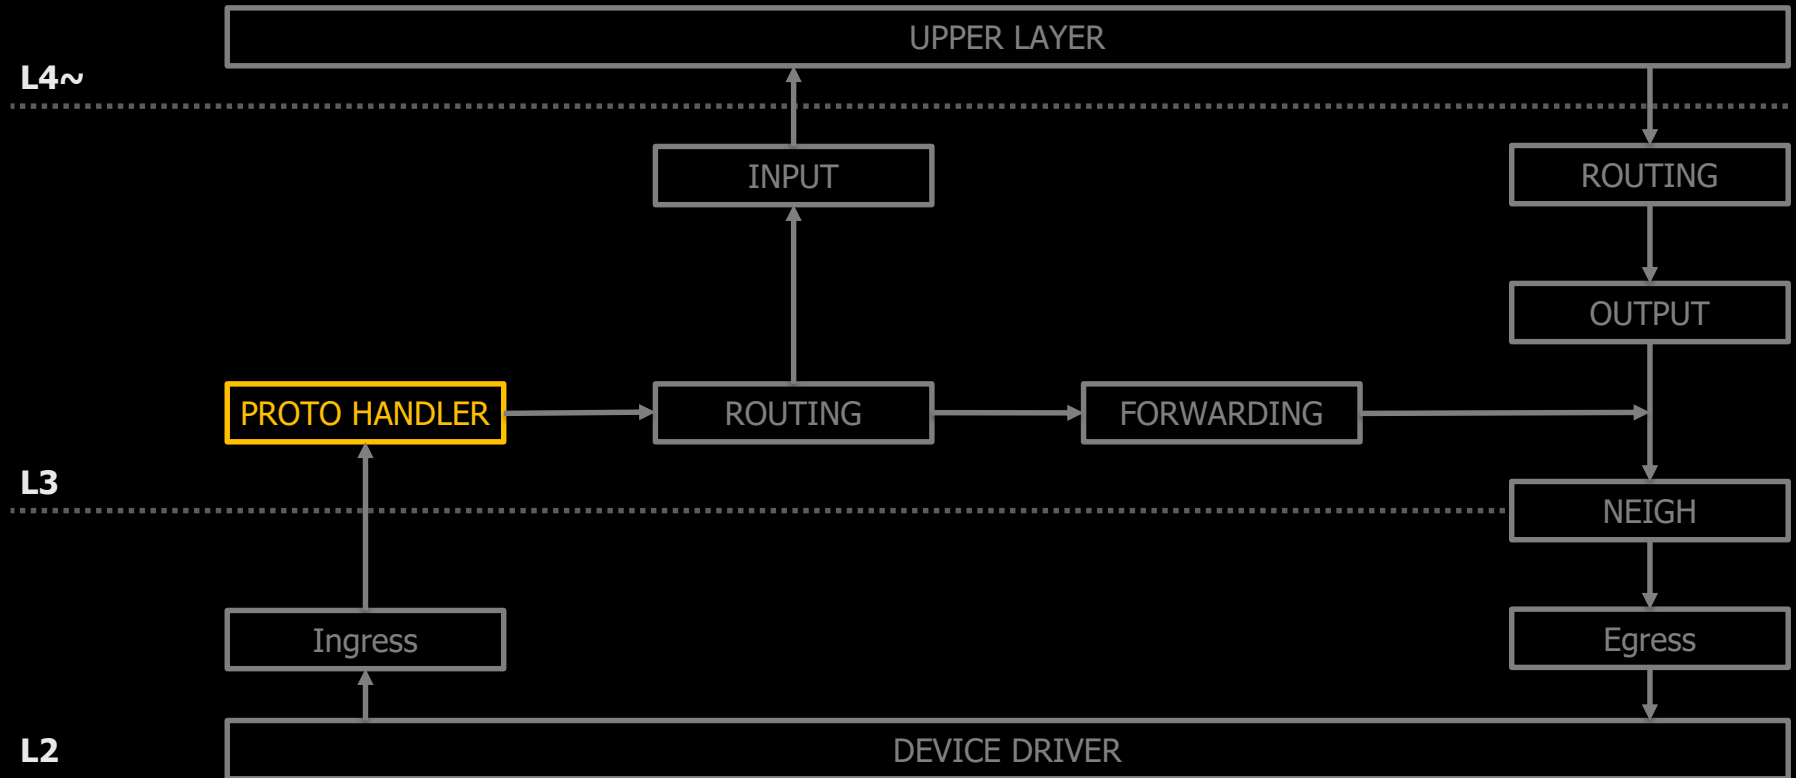 UPPER LAYER
L4~
INPUT
ROUTING
OUTPUT
PROTO HANDLER
ROUTING
FORWARDING
L3
NEIGH
Ingress
Egress
L2
DEVICE DRIVER